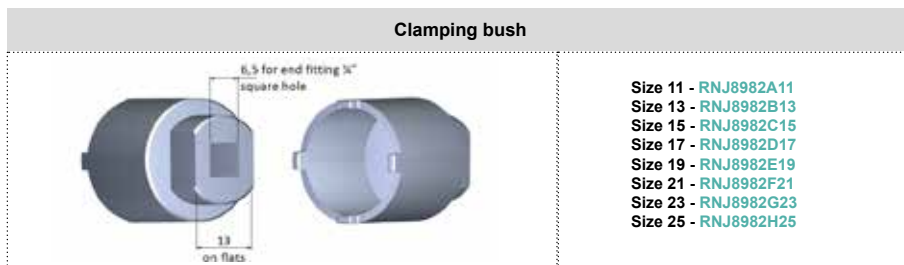 Clamping bush
6,5 for end fitting ¼"
square hole
13
on flats
Size 11 - RNJ8982A11
Size 13 - RNJ8982B13
Size 15 - RNJ8982C15
Size 17 - RNJ8982D17
Size 19 - RNJ8982E19
Size 21 - RNJ8982F21
Size 23 - RNJ8982G23
Size 25 - RNJ8982H25